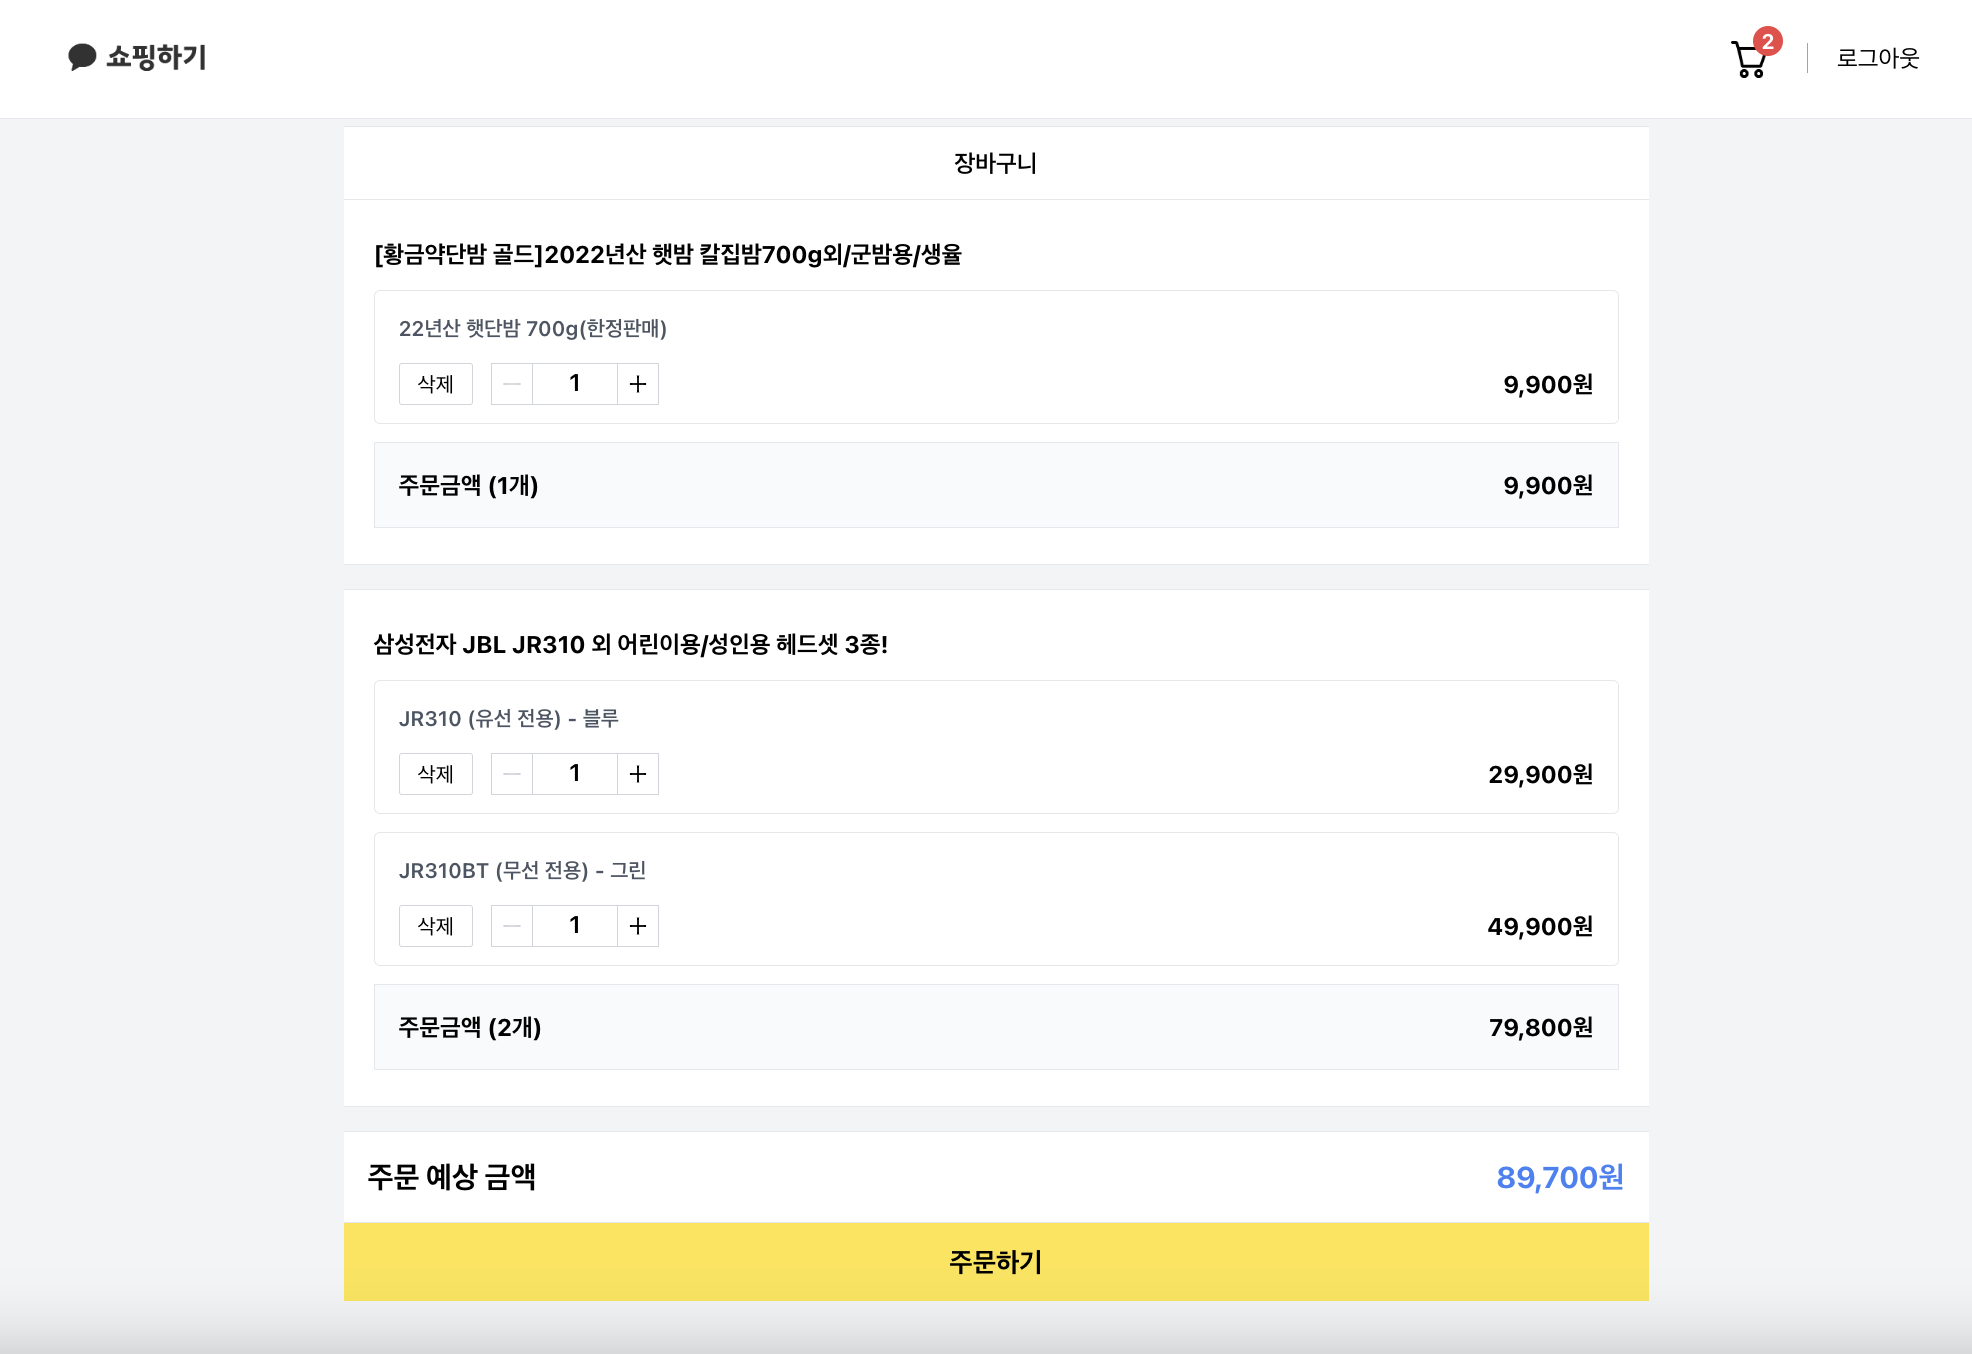 쇼핑하기
2
로그아웃
장바구니
[황금약단밤 골드]2022년산 햇밤 칼집밤700g외/군밤용/생율
22년산 햇단밤 700g(한정판매)
삭제 — 1 + 9,900원
주문금액 (1개) 9,900원
삼성전자 JBL JR310 외 어린이용/성인용 헤드셋 3종!
JR310 (유선 전용) - 블루
삭제 — 1 + 29,900원
JR310BT (무선 전용) - 그린
삭제 — 1 + 49,900원
주문금액 (2개) 79,800원
주문 예상 금액 89,700원
주문하기